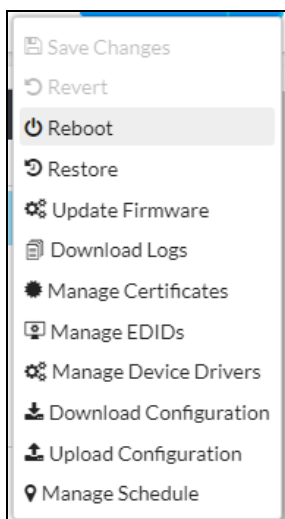 Save Changes
Revert
Reboot
Restore
Update Firmware
Download Logs
Manage Certificates
Manage EDIDs
Manage Device Drivers
Download Configuration
Upload Configuration
Manage Schedule